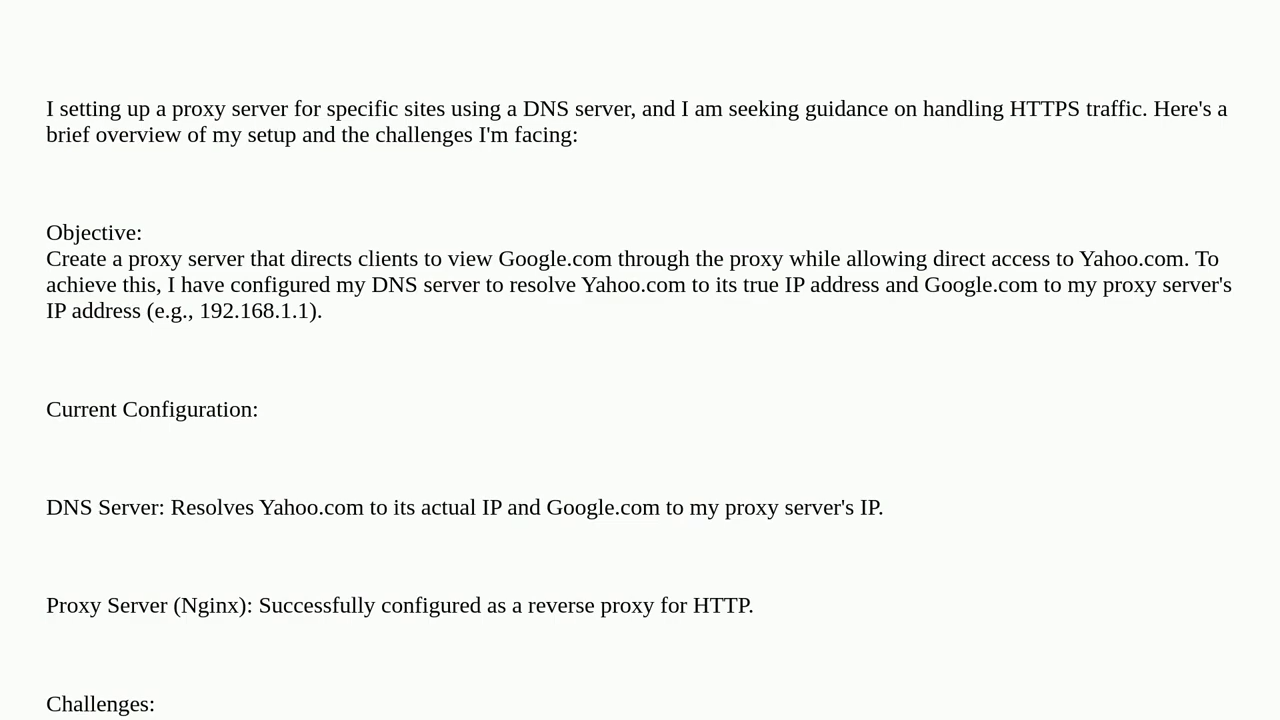 I setting up a proxy server for specific sites using a DNS server, and I am seeking guidance on handling HTTPS traffic. Here's a
brief overview of my setup and the challenges I'm facing:
Objective:
Create a proxy server that directs clients to view Google.com through the proxy while allowing direct access to Yahoo.com. To
achieve this, I have configured my DNS server to resolve Yahoo.com to its true IP address and Google.com to my proxy server's
IP address (e.g., 192.168.1.1).
Current Configuration:
DNS Server: Resolves Yahoo.com to its actual IP and Google.com to my proxy server's IP.
Proxy Server (Nginx): Successfully configured as a reverse proxy for HTTP.
Challenges: